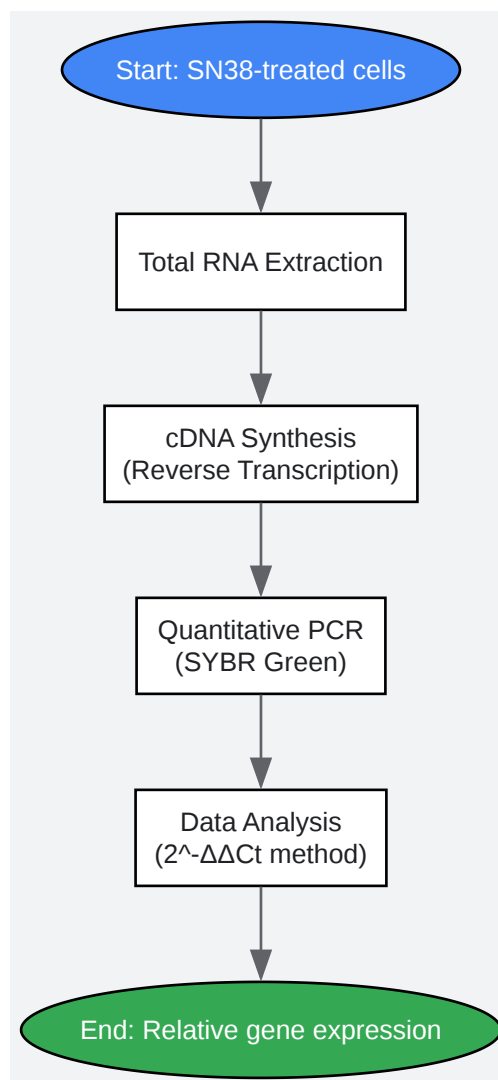 Start: SN38-treated cells
Total RNA Extraction
cDNA Synthesis
(Reverse Transcription)
Quantitative PCR
(SYBR Green)
Data Analysis
(2^-ΔΔCt method)
End: Relative gene expression